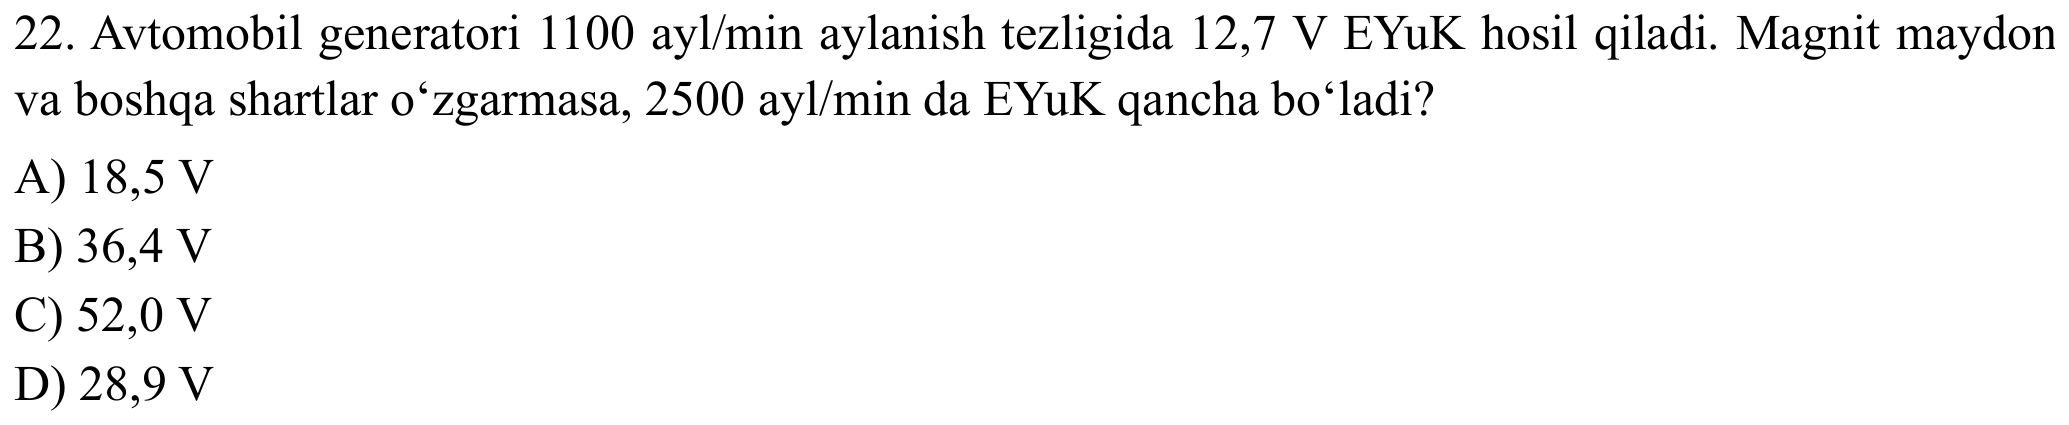 22. Avtomobil generatori 1100 ayl/min aylanish tezligida 12,7 V EYuK hosil qiladi. Magnit maydon
va boshqa shartlar o‘zgarmasa, 2500 ayl/min da EYuK qancha bo‘ladi?
A) 18,5 V
B) 36,4 V
C) 52,0 V
D) 28,9 V